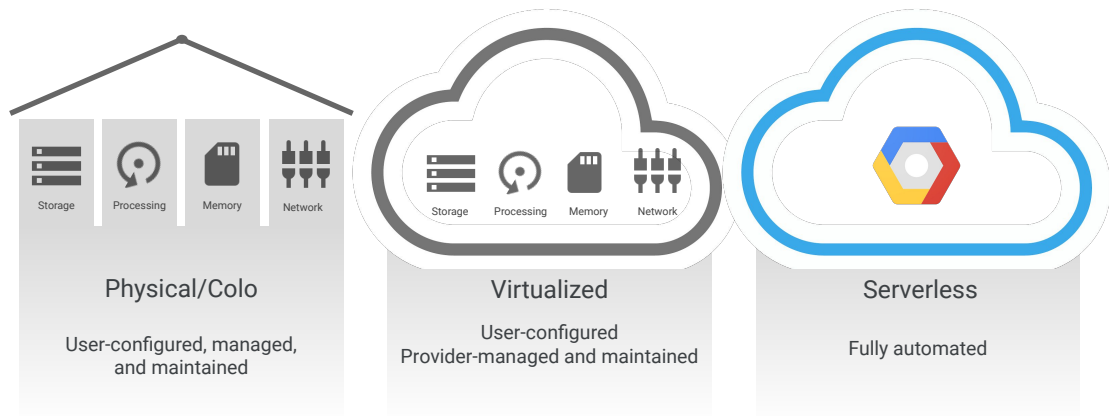 Storage
Processing
Memory
Network
Physical/Colo
User-configured, managed,
and maintained
Storage
Processing
Memory
Network
Virtualized
User-configured
Provider-managed and maintained
Serverless
Fully automated